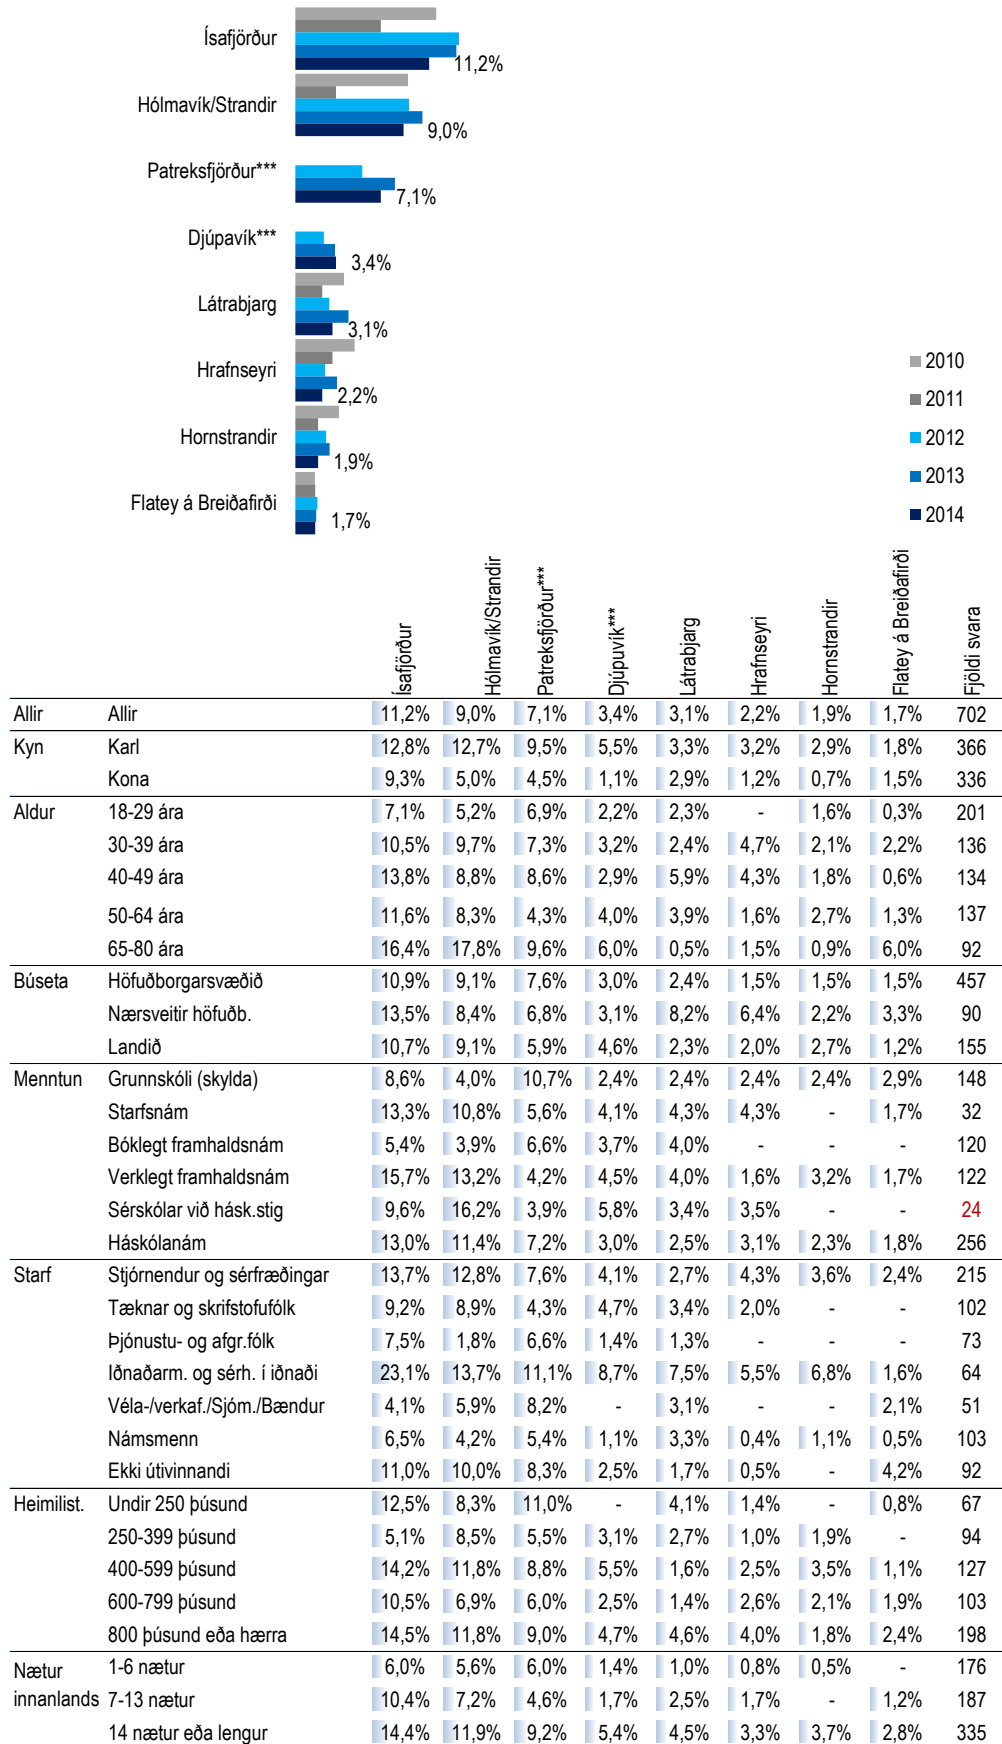 Ísafjörður
11,2%
Hólmavík/Strandir
9,0%
Patreksfjörður***
7,1%
Djúpavík***
3,4%
Látrabjarg
3,1%
Hrafnseyri
2,2%
Hornstrandir
1,9%
Flatey á Breiðafirði
1,7%
2010
2011
2012
2013
2014
Ísafjörður Hólmavík/Strandir Patreksfjörður*** Djúpuvík*** Látrabjarg Hrafnseyri Hornstrandir Flatey á Breiðafirði Fjöldi svara
Allir Allir 11,2% 9,0% 7,1% 3,4% 3,1% 2,2% 1,9% 1,7% 702
Kyn Karl 12,8% 12,7% 9,5% 5,5% 3,3% 3,2% 2,9% 1,8% 366
Kona 9,3% 5,0% 4,5% 1,1% 2,9% 1,2% 0,7% 1,5% 336
Aldur 18-29 ára 7,1% 5,2% 6,9% 2,2% 2,3% - 1,6% 0,3% 201
30-39 ára 10,5% 9,7% 7,3% 3,2% 2,4% 4,7% 2,1% 2,2% 136
40-49 ára 13,8% 8,8% 8,6% 2,9% 5,9% 4,3% 1,8% 0,6% 134
50-64 ára 11,6% 8,3% 4,3% 4,0% 3,9% 1,6% 2,7% 1,3% 137
65-80 ára 16,4% 17,8% 9,6% 6,0% 0,5% 1,5% 0,9% 6,0% 92
Búseta Höfuðborgarsvæðið 10,9% 9,1% 7,6% 3,0% 2,4% 1,5% 1,5% 1,5% 457
Nærsveitir höfuðb. 13,5% 8,4% 6,8% 3,1% 8,2% 6,4% 2,2% 3,3% 90
Landið 10,7% 9,1% 5,9% 4,6% 2,3% 2,0% 2,7% 1,2% 155
Menntun Grunnskóli (skylda) 8,6% 4,0% 10,7% 2,4% 2,4% 2,4% 2,4% 2,9% 148
Starfsnám 13,3% 10,8% 5,6% 4,1% 4,3% 4,3% - 1,7% 32
Bóklegt framhaldsnám 5,4% 3,9% 6,6% 3,7% 4,0% - - - 120
Verklegt framhaldsnám 15,7% 13,2% 4,2% 4,5% 4,0% 1,6% 3,2% 1,7% 122
Sérskólar við hásk.stig 9,6% 16,2% 3,9% 5,8% 3,4% 3,5% - - 24
Háskólanám 13,0% 11,4% 7,2% 3,0% 2,5% 3,1% 2,3% 1,8% 256
Starf Stjórnendur og sérfræðingar 13,7% 12,8% 7,6% 4,1% 2,7% 4,3% 3,6% 2,4% 215
Tæknar og skrifstofufólk 9,2% 8,9% 4,3% 4,7% 3,4% 2,0% - - 102
Þjónustu- og afgr.fólk 7,5% 1,8% 6,6% 1,4% 1,3% - - - 73
Iðnaðarm. og sérh. í iðnaði 23,1% 13,7% 11,1% 8,7% 7,5% 5,5% 6,8% 1,6% 64
Véla-/verkaf./Sjóm./Bændur 4,1% 5,9% 8,2% - 3,1% - - 2,1% 51
Námsmenn 6,5% 4,2% 5,4% 1,1% 3,3% 0,4% 1,1% 0,5% 103
Ekki útivinnandi 11,0% 10,0% 8,3% 2,5% 1,7% 0,5% - 4,2% 92
Heimilist. Undir 250 þúsund 12,5% 8,3% 11,0% - 4,1% 1,4% - 0,8% 67
250-399 þúsund 5,1% 8,5% 5,5% 3,1% 2,7% 1,0% 1,9% - 94
400-599 þúsund 14,2% 11,8% 8,8% 5,5% 1,6% 2,5% 3,5% 1,1% 127
600-799 þúsund 10,5% 6,9% 6,0% 2,5% 1,4% 2,6% 2,1% 1,9% 103
800 þúsund eða hærra 14,5% 11,8% 9,0% 4,7% 4,6% 4,0% 1,8% 2,4% 198
Nætur 1-6 nætur 6,0% 5,6% 6,0% 1,4% 1,0% 0,8% 0,5% - 176
innanlands 7-13 nætur 10,4% 7,2% 4,6% 1,7% 2,5% 1,7% - 1,2% 187
14 nætur eða lengur 14,4% 11,9% 9,2% 5,4% 4,5% 3,3% 3,7% 2,8% 335